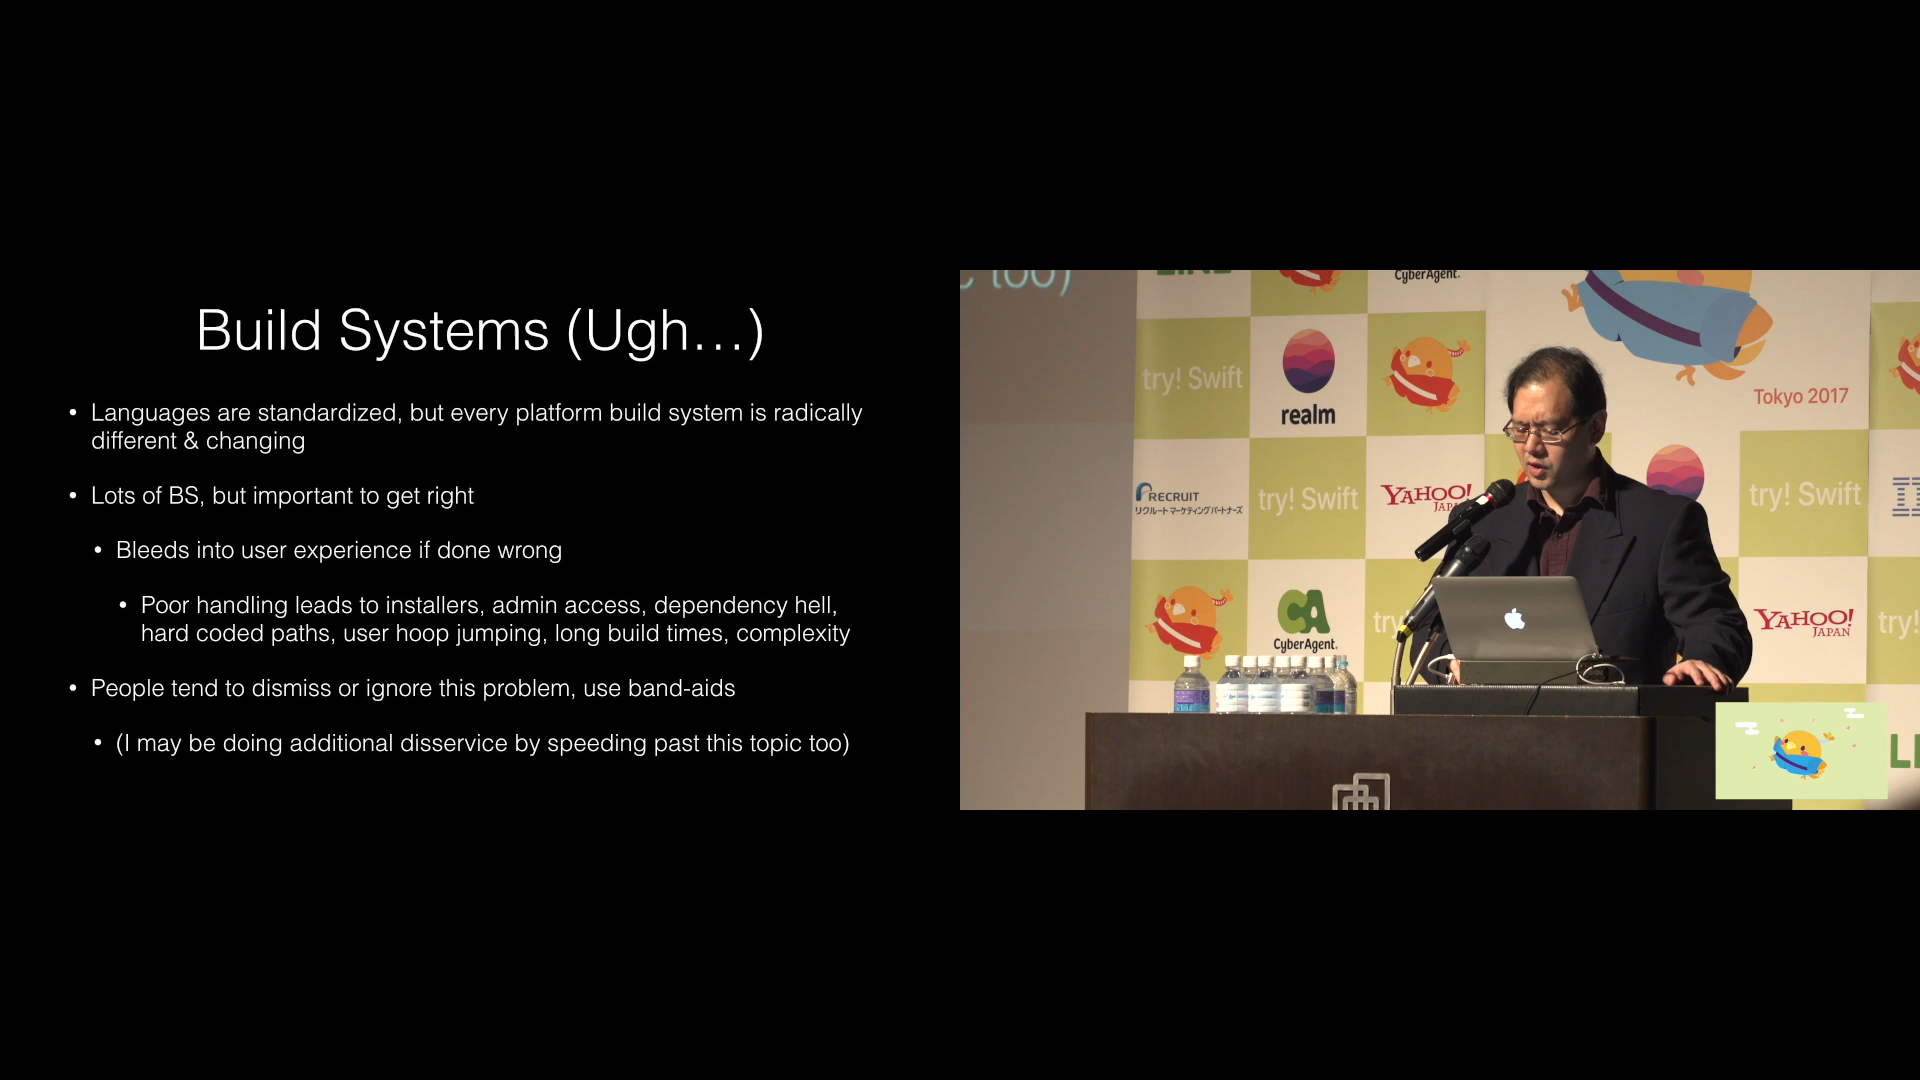 Build Systems (Ugh…)
• Languages are standardized, but every platform build system is radically
different & changing
• Lots of BS, but important to get right
• Bleeds into user experience if done wrong
• Poor handling leads to installers, admin access, dependency hell,
hard coded paths, user hoop jumping, long build times, complexity
• People tend to dismiss or ignore this problem, use band-aids
• (I may be doing additional disservice by speeding past this topic too)
too)
CyberAgent.
try! Swift
realm
Tokyo 2017
RECRUIT
リクルート マーケティングパートナーズ
try! Swift
YAHOO!
JAP
try! Swift
CA
CyberAgent.
try
YAHOO!
JAPAN
try!